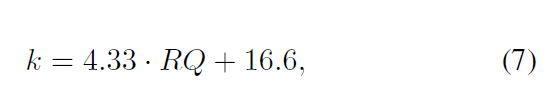 k = 4.33 · RQ + 16.6, (7)